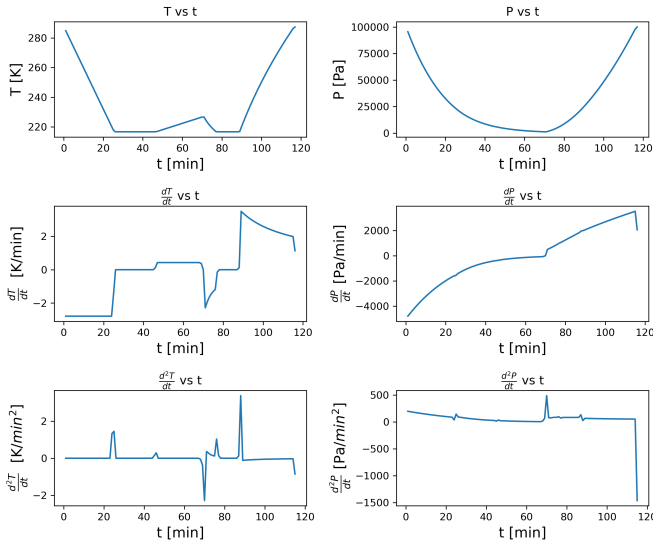 T vs t
P vs t
T [K]
280
260
240
220
0 20 40 60 80 100 120
t [min]
P [Pa]
100000
75000
50000
25000
0
0 20 40 60 80 100 120
t [min]
dT/dt vs t
dP/dt vs t
dT/dt [K/min]
2
0
−2
0 20 40 60 80 100 120
t [min]
dP/dt [Pa/min]
2000
0
−2000
−4000
0 20 40 60 80 100 120
t [min]
d²T/dt vs t
d²P/dt vs t
d²T/dt [K/min²]
2
0
−2
0 20 40 60 80 100 120
t [min]
d²P/dt [Pa/min²]
500
0
−500
−1000
−1500
0 20 40 60 80 100 120
t [min]